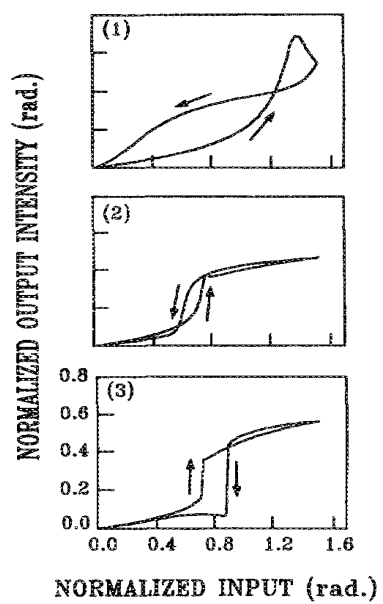 NORMALIZED OUTPUT INTENSITY (rad.)
(1)
(2)
(3)
0.8
0.6
0.4
0.2
0.0
0.0 0.4 0.8 1.2 1.6
NORMALIZED INPUT (rad.)